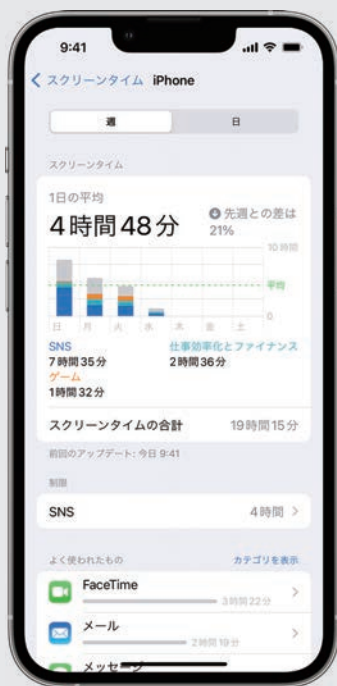 9:41
スクリーンタイム iPhone
週 日
スクリーンタイム
1日の平均
4時間48分
先週との差は
21%
10時間
平均
0
日 月 火 水 木 金 土
SNS 仕事効率化とファイナンス
7時間35分 2時間36分
ゲーム
1時間32分
スクリーンタイムの合計 19時間15分
前回のアップデート: 今日 9:41
制限
SNS 4時間
よく使われたもの カテゴリを表示
FaceTime
3時間22分
メール
2時間19分
メッセージ